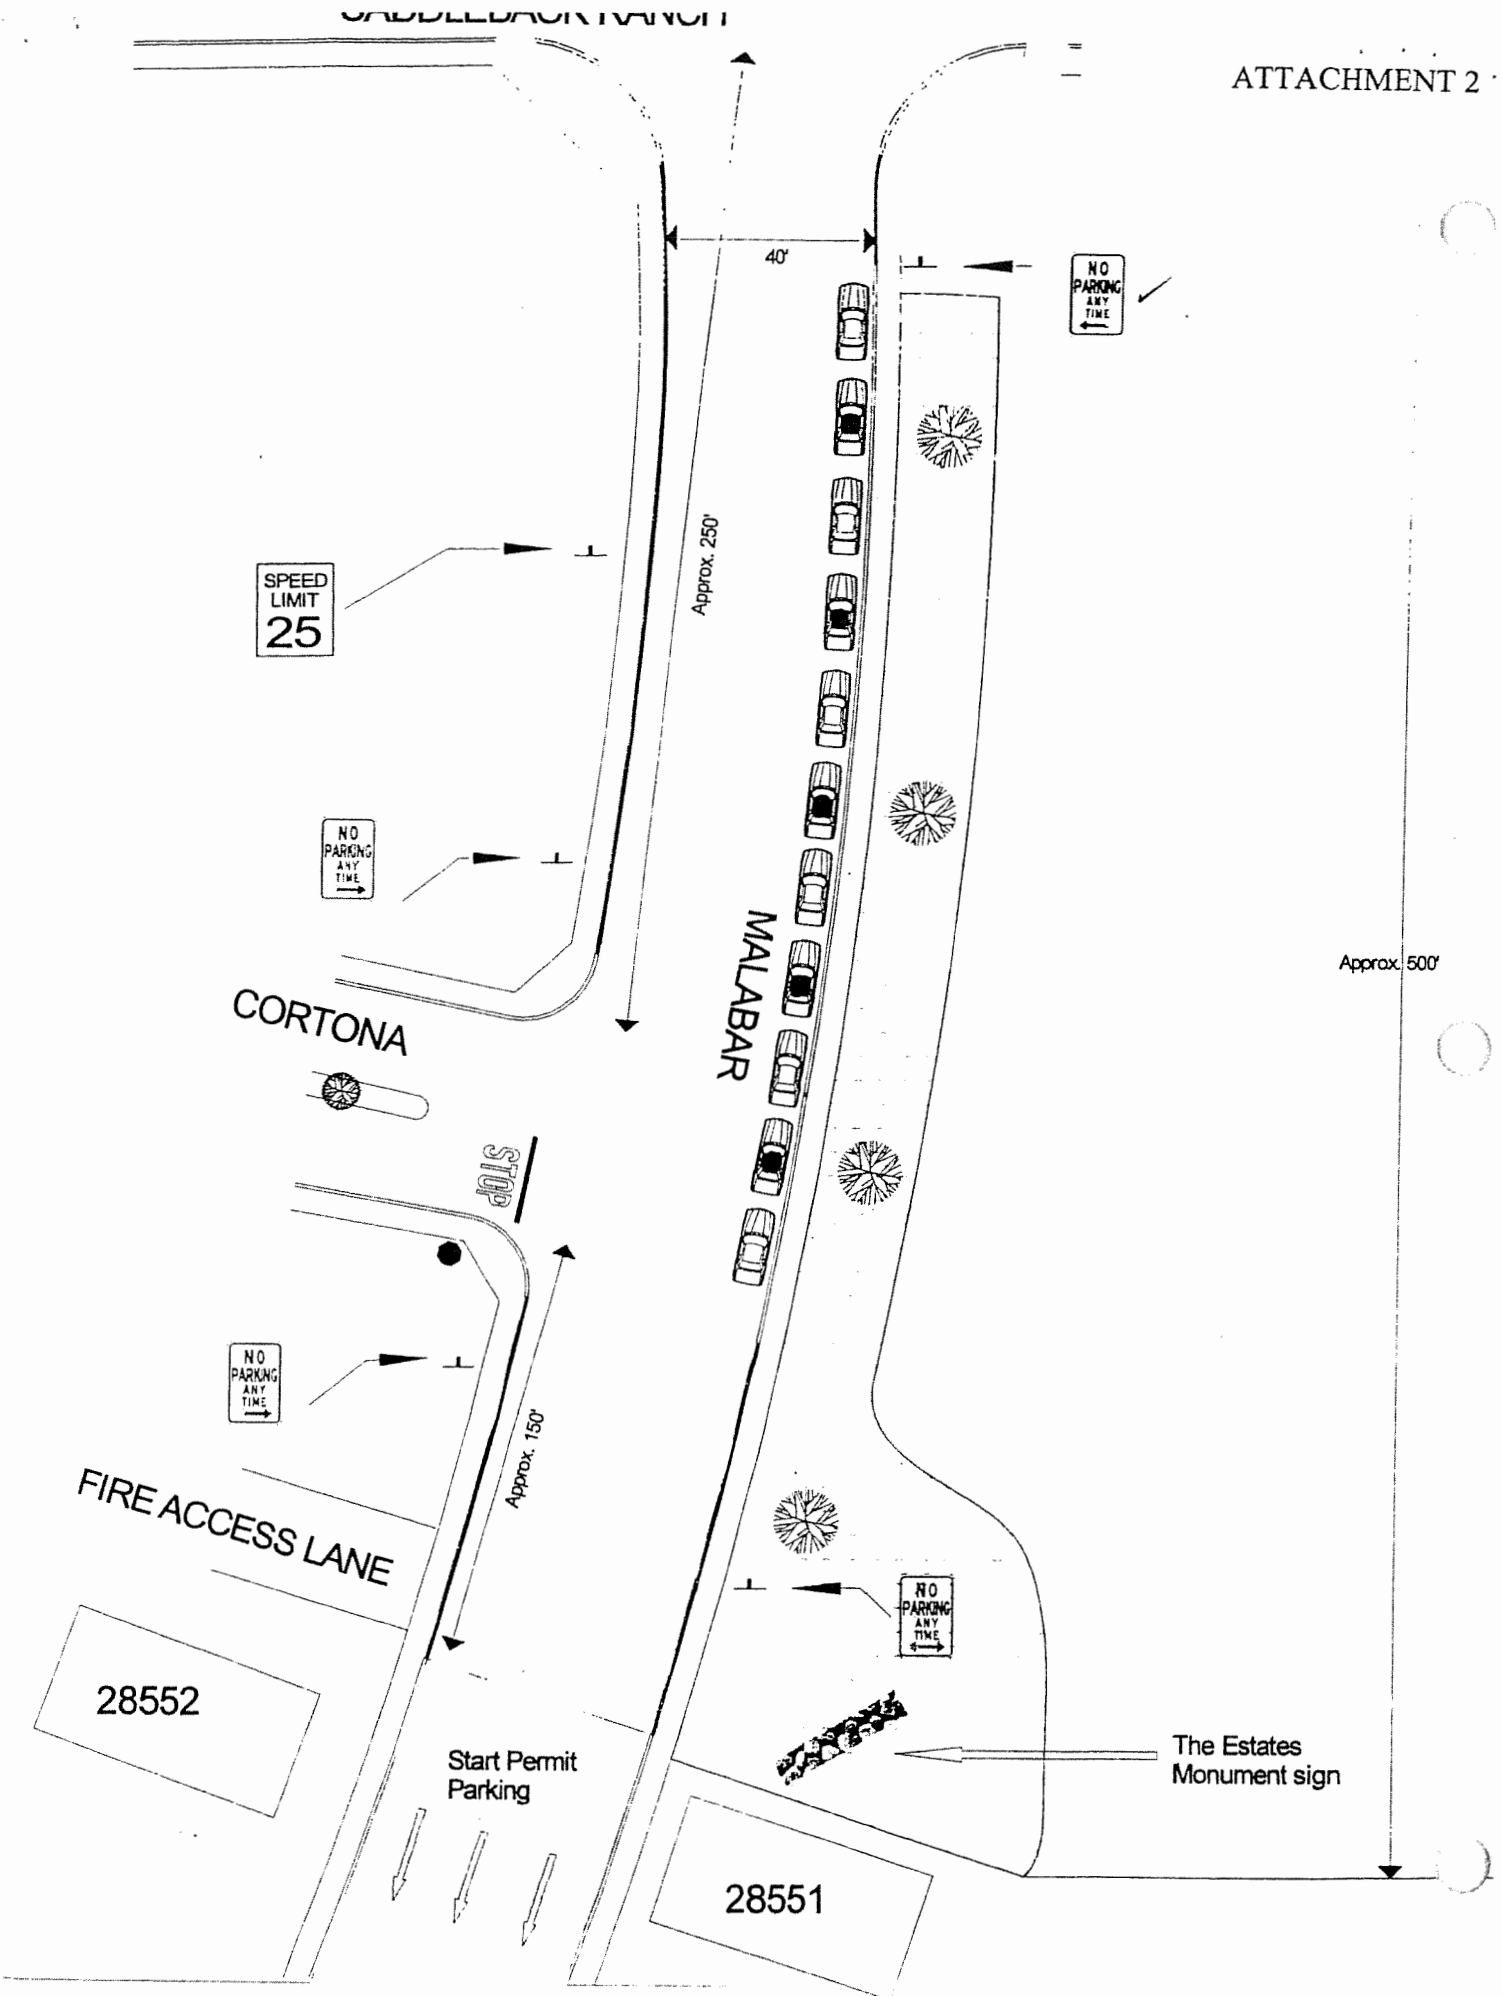 SADDLEBACK RANCH
ATTACHMENT 2
40'
NO
PARKING
ANY
TIME
Approx. 250'
SPEED
LIMIT
25
NO
PARKING
ANY
TIME
MALABAR
Approx. 500'
CORTONA
STOP
NO
PARKING
ANY
TIME
Approx. 150'
FIRE ACCESS LANE
NO
PARKING
ANY
TIME
28552
Start Permit
Parking
The Estates
Monument sign
28551